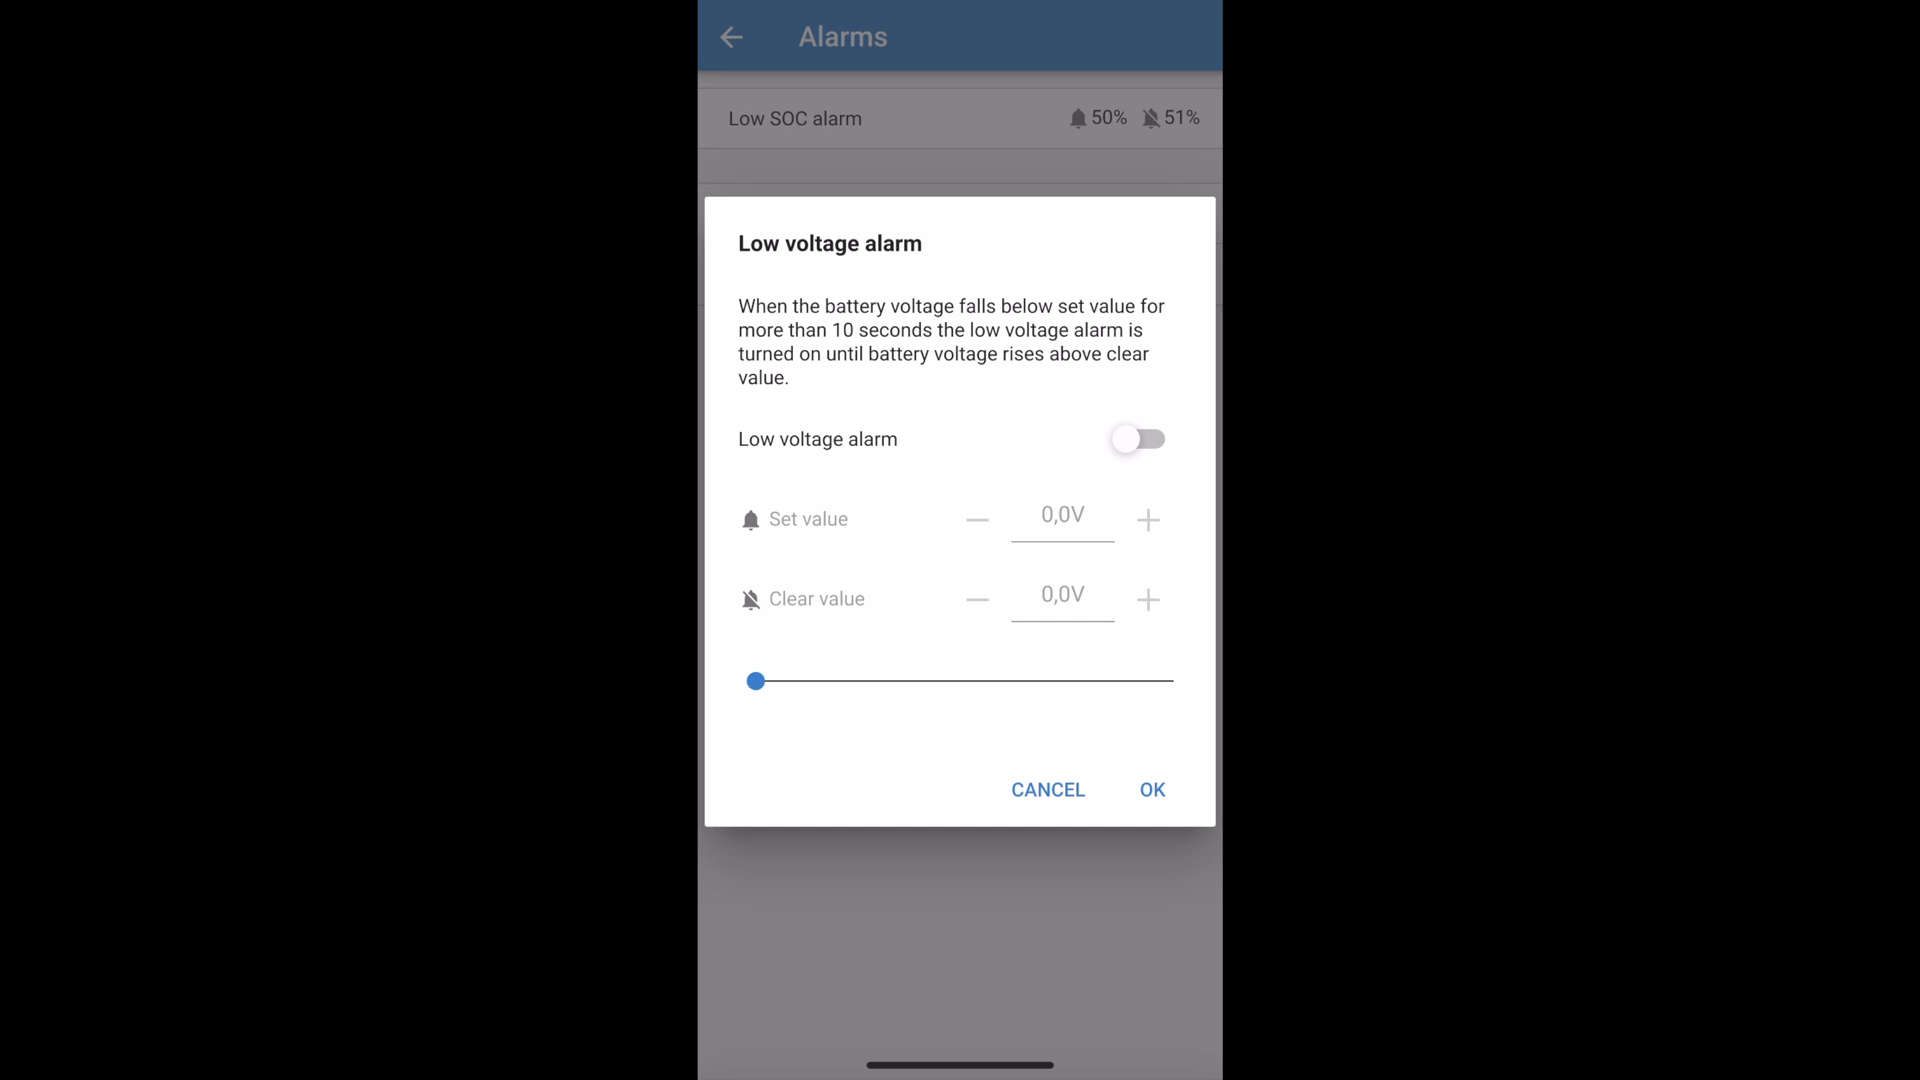 Alarms
Low SOC alarm 50% 51%
Low voltage alarm
When the battery voltage falls below set value for
more than 10 seconds the low voltage alarm is
turned on until battery voltage rises above clear
value.
Low voltage alarm
Set value 0,0V
Clear value 0,0V
CANCEL OK